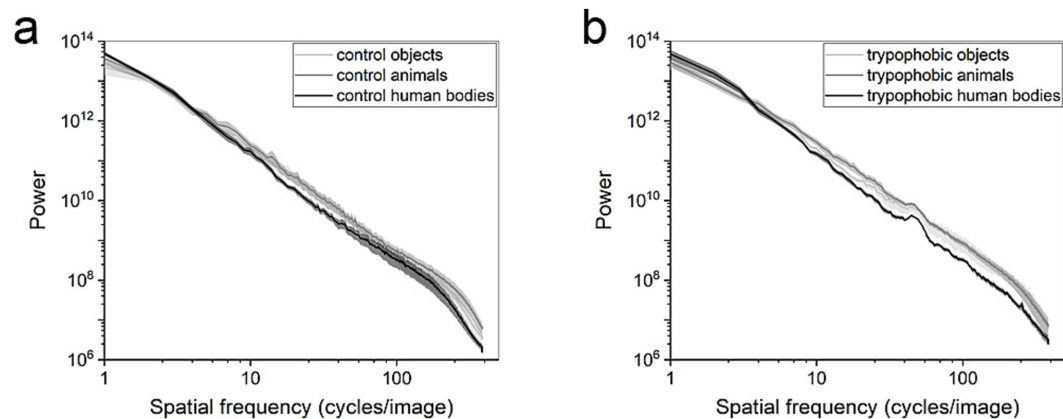 a
10^14
10^12
10^10
10^8
10^6
Power
1
10
100
Spatial frequency (cycles/image)
control objects
control animals
control human bodies
b
10^14
10^12
10^10
10^8
10^6
Power
1
10
100
Spatial frequency (cycles/image)
trypophobic objects
trypophobic animals
trypophobic human bodies